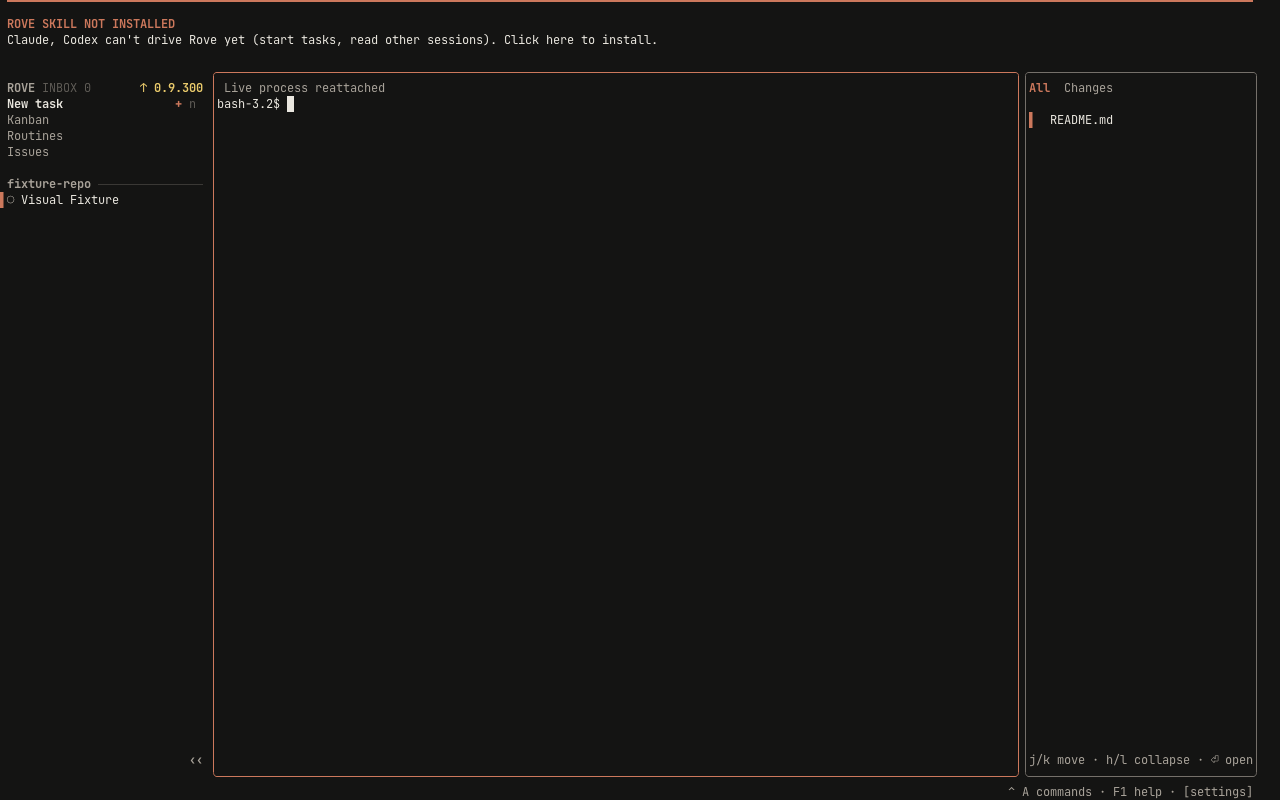 ROVE SKILL NOT INSTALLED
Claude, Codex can't drive Rove yet (start tasks, read other sessions). Click here to install.
ROVE INBOX 0 ↑ 0.9.300
New task + n
Kanban
Routines
Issues
fixture-repo
Visual Fixture
‹‹
Live process reattached
bash-3.2$
All Changes
README.md
j/k move · h/l collapse · ⏎ open
^ A commands · F1 help · [settings]